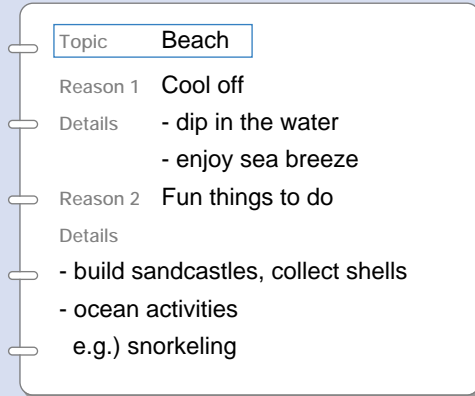 Topic Beach
Reason 1 Cool off
Details - dip in the water
- enjoy sea breeze
Reason 2 Fun things to do
Details
- build sandcastles, collect shells
- ocean activities
e.g.) snorkeling